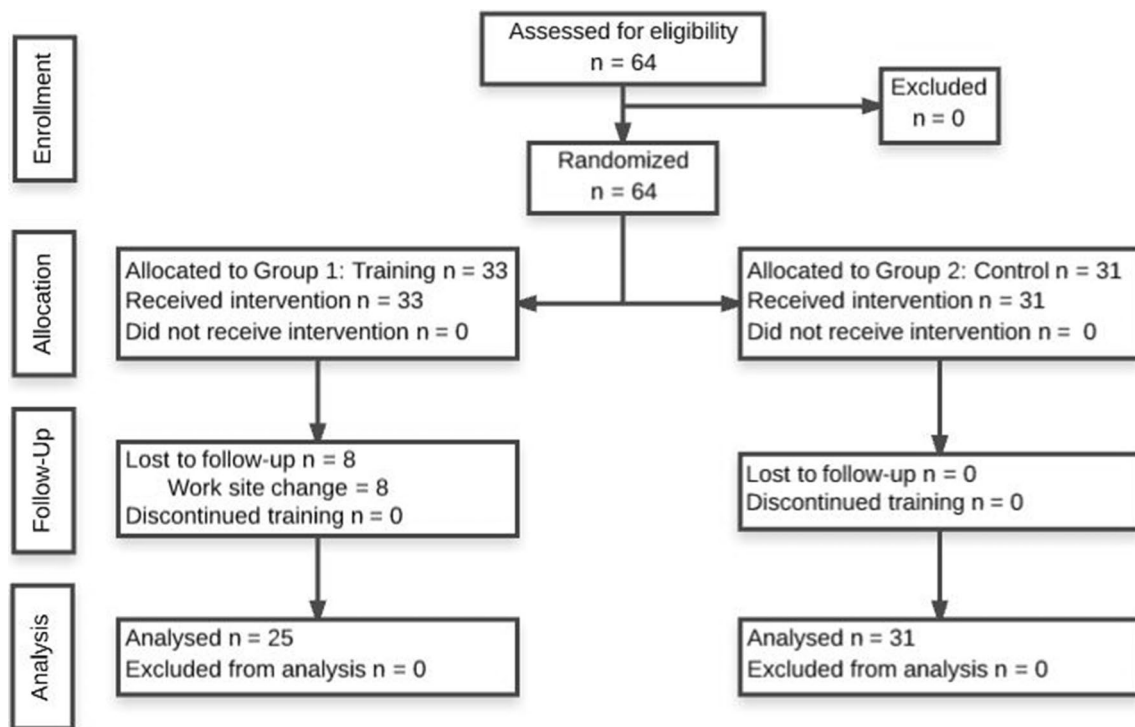 Enrollment
Assessed for eligibility
n = 64
Excluded
n = 0
Randomized
n = 64
Allocation
Allocated to Group 1: Training n = 33
Received intervention n = 33
Did not receive intervention n = 0
Allocated to Group 2: Control n = 31
Received intervention n = 31
Did not receive intervention n = 0
Follow-Up
Lost to follow-up n = 8
Work site change = 8
Discontinued training n = 0
Lost to follow-up n = 0
Discontinued training n = 0
Analysis
Analysed n = 25
Excluded from analysis n = 0
Analysed n = 31
Excluded from analysis n = 0